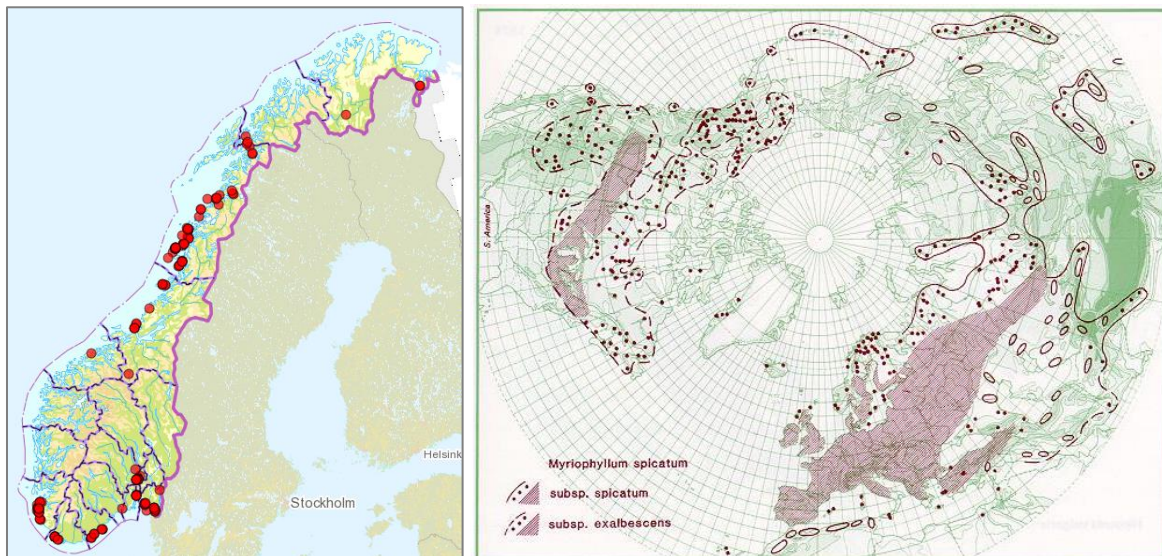 Helsink
Stockholm
S. America
Myriophyllum spicatum
subsp. spicatum
subsp. exalbescens